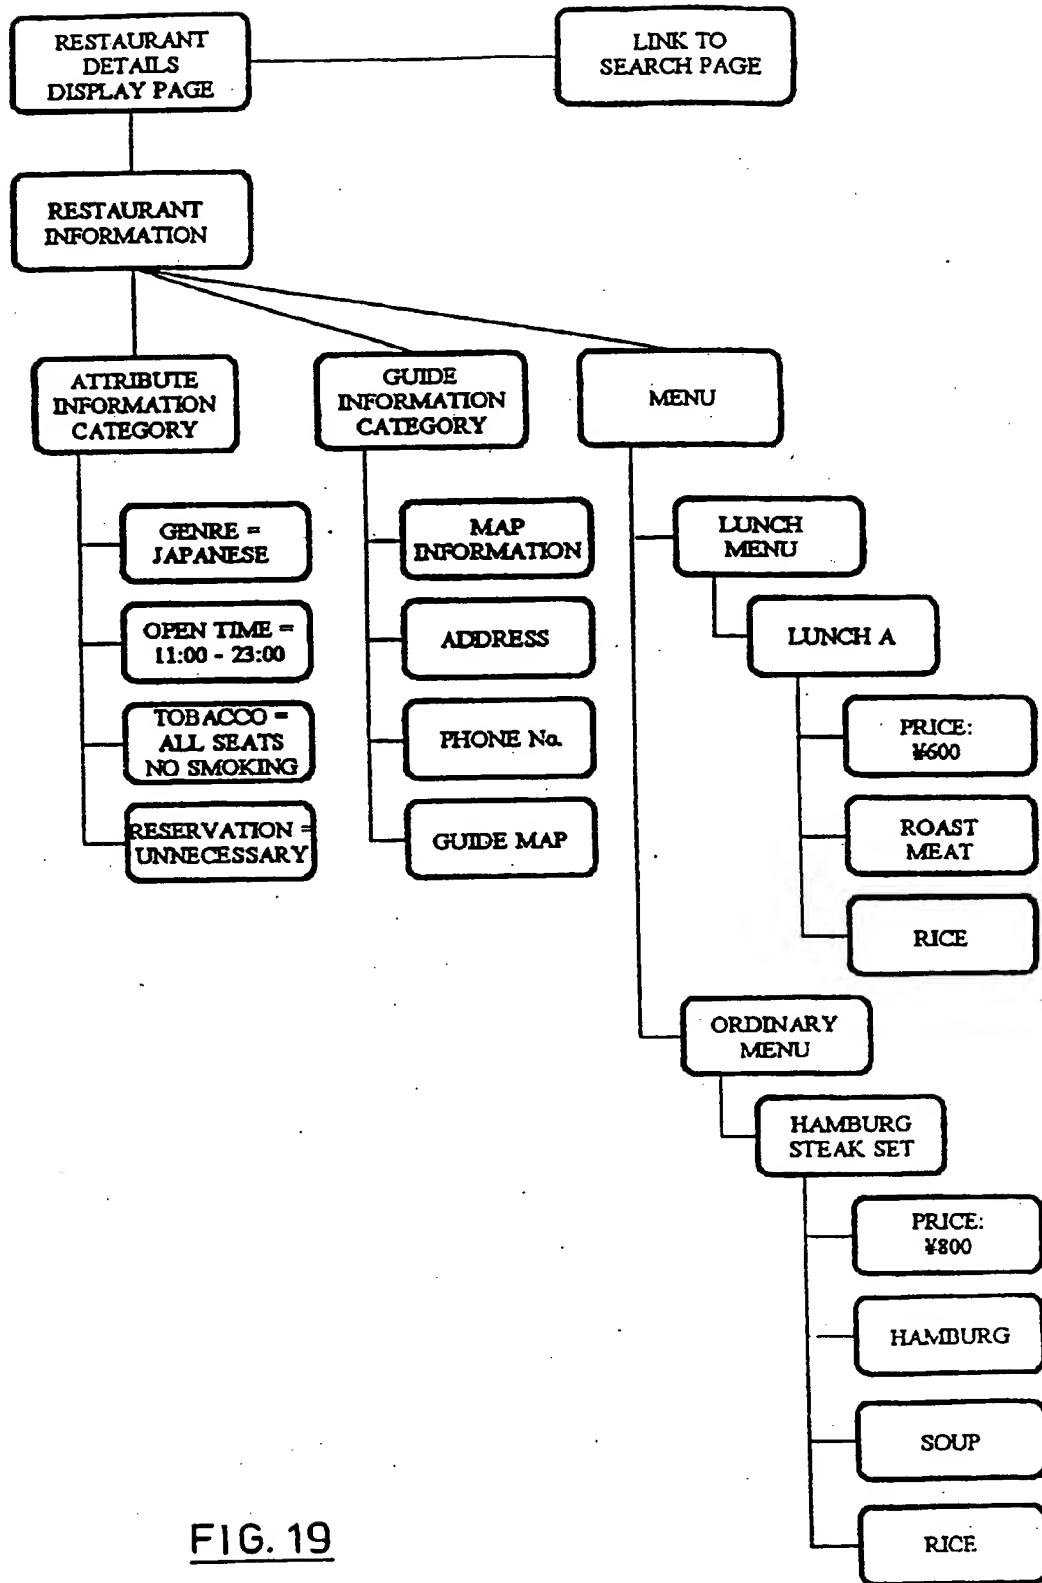 RESTAURANT
DETAILS
DISPLAY PAGE
LINK TO
SEARCH PAGE
RESTAURANT
INFORMATION
ATTRIBUTE
INFORMATION
CATEGORY
GENRE =
JAPANESE
OPEN TIME =
11:00 - 23:00
TOBACCO =
ALL SEATS
NO SMOKING
RESERVATION =
UNNECESSARY
GUIDE
INFORMATION
CATEGORY
MAP
INFORMATION
ADDRESS
PHONE No.
GUIDE MAP
MENU
LUNCH
MENU
LUNCH A
PRICE:
¥600
ROAST
MEAT
RICE
ORDINARY
MENU
HAMBURG
STEAK SET
PRICE:
¥800
HAMBURG
SOUP
RICE
FIG. 19